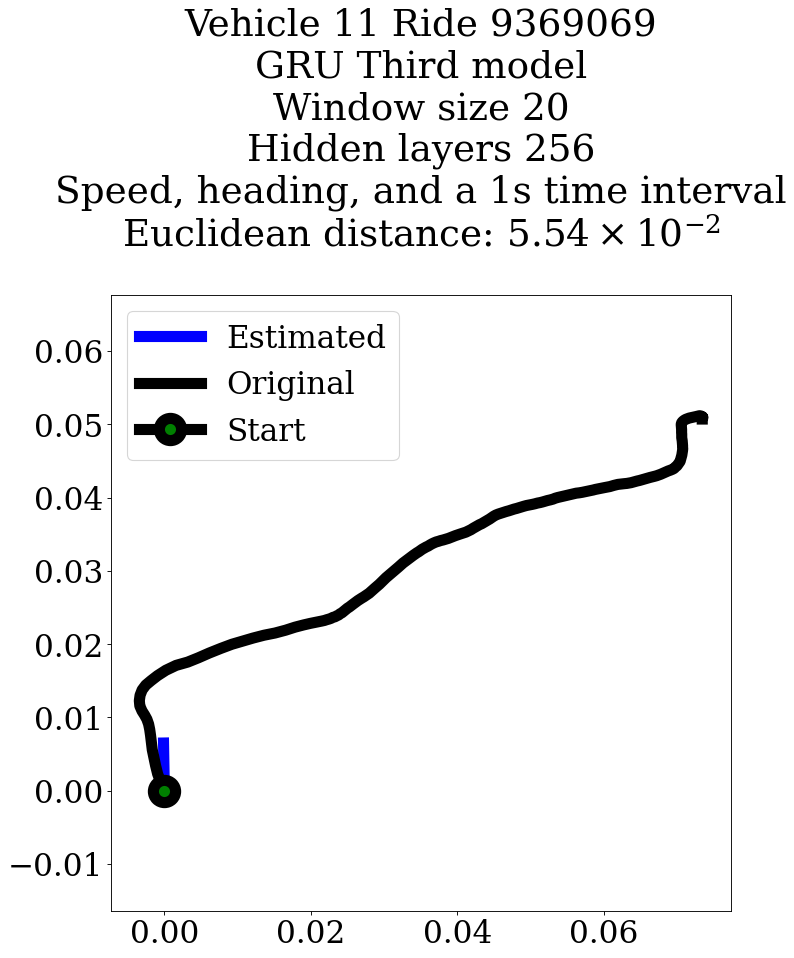 Vehicle 11 Ride 9369069
GRU Third model
Window size 20
Hidden layers 256
Speed, heading, and a 1s time interval
Euclidean distance: 5.54 × 10⁻²
Estimated
Original
Start
0.06
0.05
0.04
0.03
0.02
0.01
0.00
−0.01
0.00 0.02 0.04 0.06